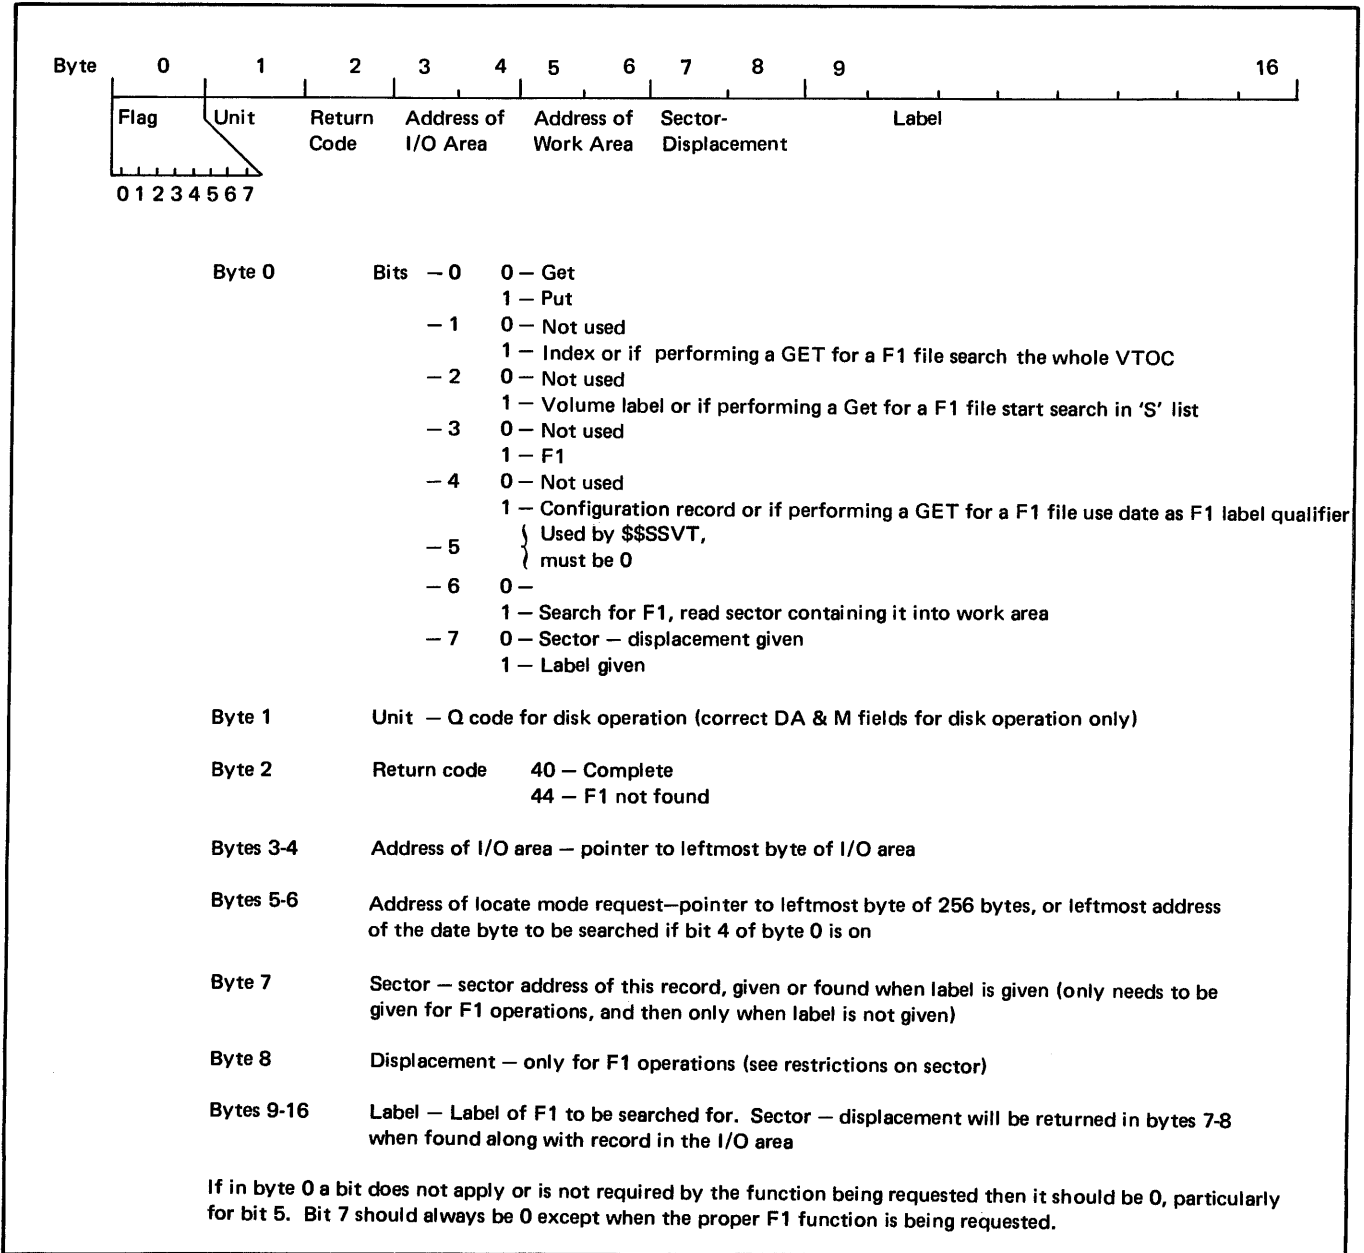 Byte 0 1 2 3 4 5 6 7 8 9 16
Flag Unit Return Address of Address of Sector- Label
Code I/O Area Work Area Displacement
0 1 2 3 4 5 6 7
Byte 0 Bits — 0 0 — Get
1 — Put
— 1 0 — Not used
1 — Index or if performing a GET for a F1 file search the whole VTOC
— 2 0 — Not used
1 — Volume label or if performing a Get for a F1 file start search in 'S' list
— 3 0 — Not used
1 — F1
— 4 0 — Not used
1 — Configuration record or if performing a GET for a F1 file use date as F1 label qualifier
— 5 { Used by $$SSVT,
must be 0
— 6 0 —
1 — Search for F1, read sector containing it into work area
— 7 0 — Sector — displacement given
1 — Label given
Byte 1 Unit — Q code for disk operation (correct DA & M fields for disk operation only)
Byte 2 Return code 40 — Complete
44 — F1 not found
Bytes 3-4 Address of I/O area — pointer to leftmost byte of I/O area
Bytes 5-6 Address of locate mode request—pointer to leftmost byte of 256 bytes, or leftmost address
of the date byte to be searched if bit 4 of byte 0 is on
Byte 7 Sector — sector address of this record, given or found when label is given (only needs to be
given for F1 operations, and then only when label is not given)
Byte 8 Displacement — only for F1 operations (see restrictions on sector)
Bytes 9-16 Label — Label of F1 to be searched for. Sector — displacement will be returned in bytes 7-8
when found along with record in the I/O area
If in byte 0 a bit does not apply or is not required by the function being requested then it should be 0, particularly
for bit 5. Bit 7 should always be 0 except when the proper F1 function is being requested.